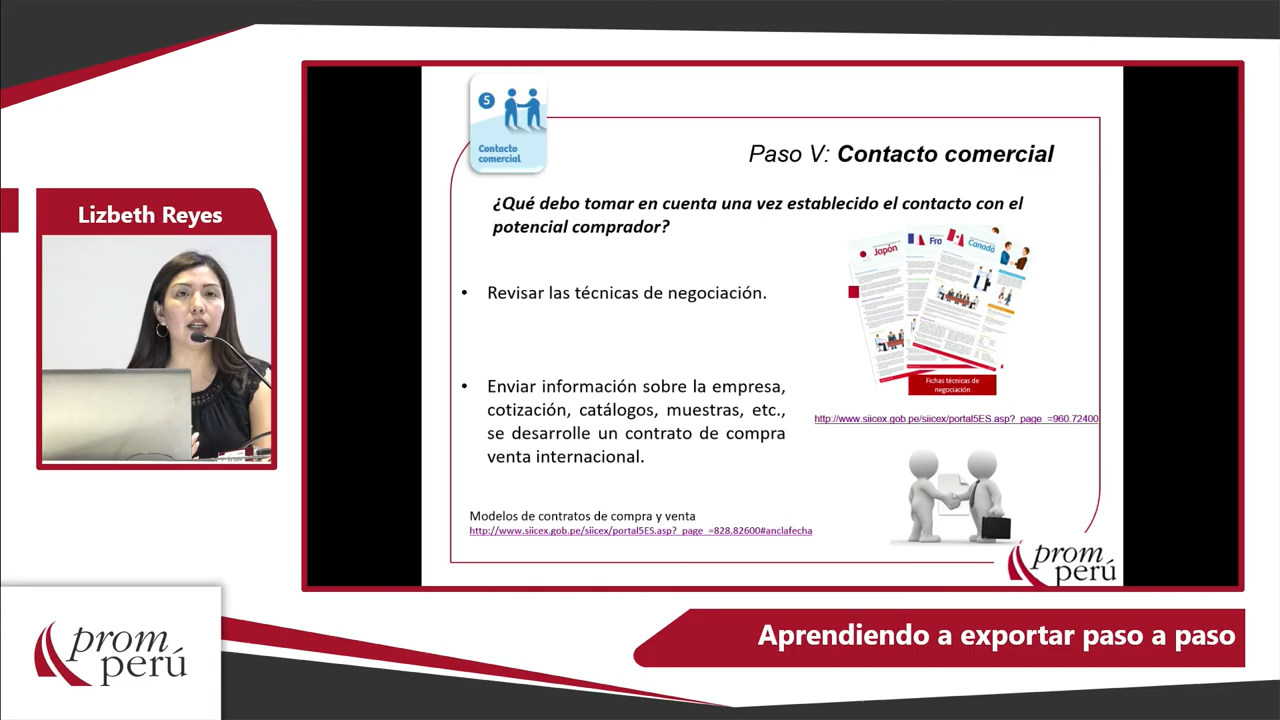 5
Contacto
comercial
Paso V: Contacto comercial
¿Qué debo tomar en cuenta una vez establecido el contacto con el
potencial comprador?
Lizbeth Reyes
• Revisar las técnicas de negociación.
Japón
Fra
Canadá
Fichas técnicas de
negociación
• Enviar información sobre la empresa,
cotización, catálogos, muestras, etc.,
se desarrolle un contrato de compra
venta internacional.
http://www.siicex.gob.pe/siicex/portal5ES.asp?_page_=960.72400
Modelos de contratos de compra y venta
http://www.siicex.gob.pe/siicex/portal5ES.asp?_page_=828.82600#anclafecha
prom
perú
Aprendiendo a exportar paso a paso
prom
perú